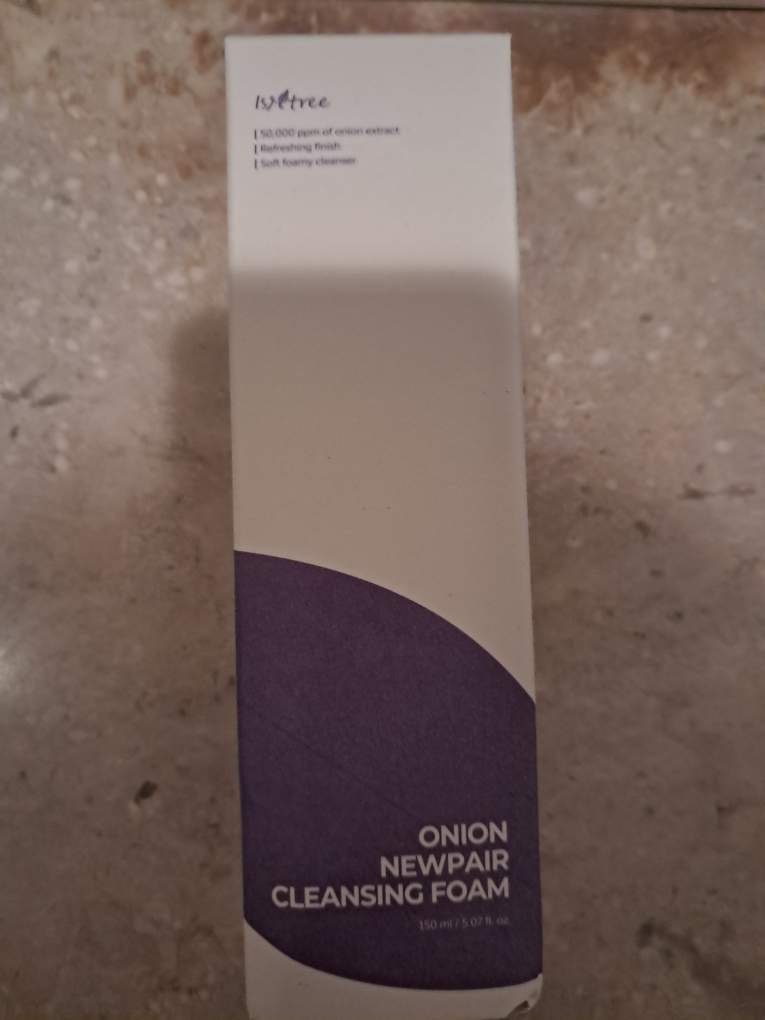 Isntree
[ 50,000 ppm of onion extract
[ Refreshing finish
[ Soft foamy cleanser
ONION
NEWPAIR
CLEANSING FOAM
150 ml / 5.07 fl. oz.